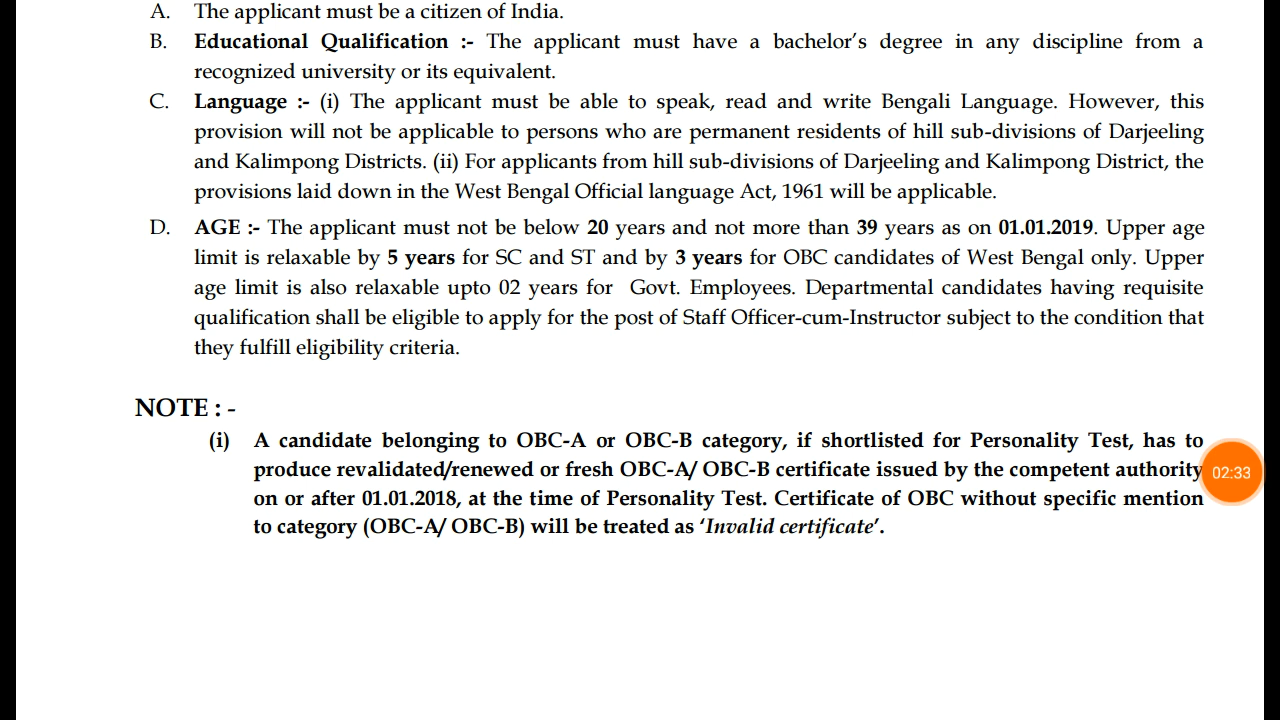 A. The applicant must be a citizen of India.
B. Educational Qualification :- The applicant must have a bachelor’s degree in any discipline from a
recognized university or its equivalent.
C. Language :- (i) The applicant must be able to speak, read and write Bengali Language. However, this
provision will not be applicable to persons who are permanent residents of hill sub-divisions of Darjeeling
and Kalimpong Districts. (ii) For applicants from hill sub-divisions of Darjeeling and Kalimpong District, the
provisions laid down in the West Bengal Official language Act, 1961 will be applicable.
D. AGE :- The applicant must not be below 20 years and not more than 39 years as on 01.01.2019. Upper age
limit is relaxable by 5 years for SC and ST and by 3 years for OBC candidates of West Bengal only. Upper
age limit is also relaxable upto 02 years for Govt. Employees. Departmental candidates having requisite
qualification shall be eligible to apply for the post of Staff Officer-cum-Instructor subject to the condition that
they fulfill eligibility criteria.
NOTE : -
(i) A candidate belonging to OBC-A or OBC-B category, if shortlisted for Personality Test, has to
produce revalidated/renewed or fresh OBC-A/ OBC-B certificate issued by the competent authority
02:33
on or after 01.01.2018, at the time of Personality Test. Certificate of OBC without specific mention
to category (OBC-A/ OBC-B) will be treated as ‘Invalid certificate’.